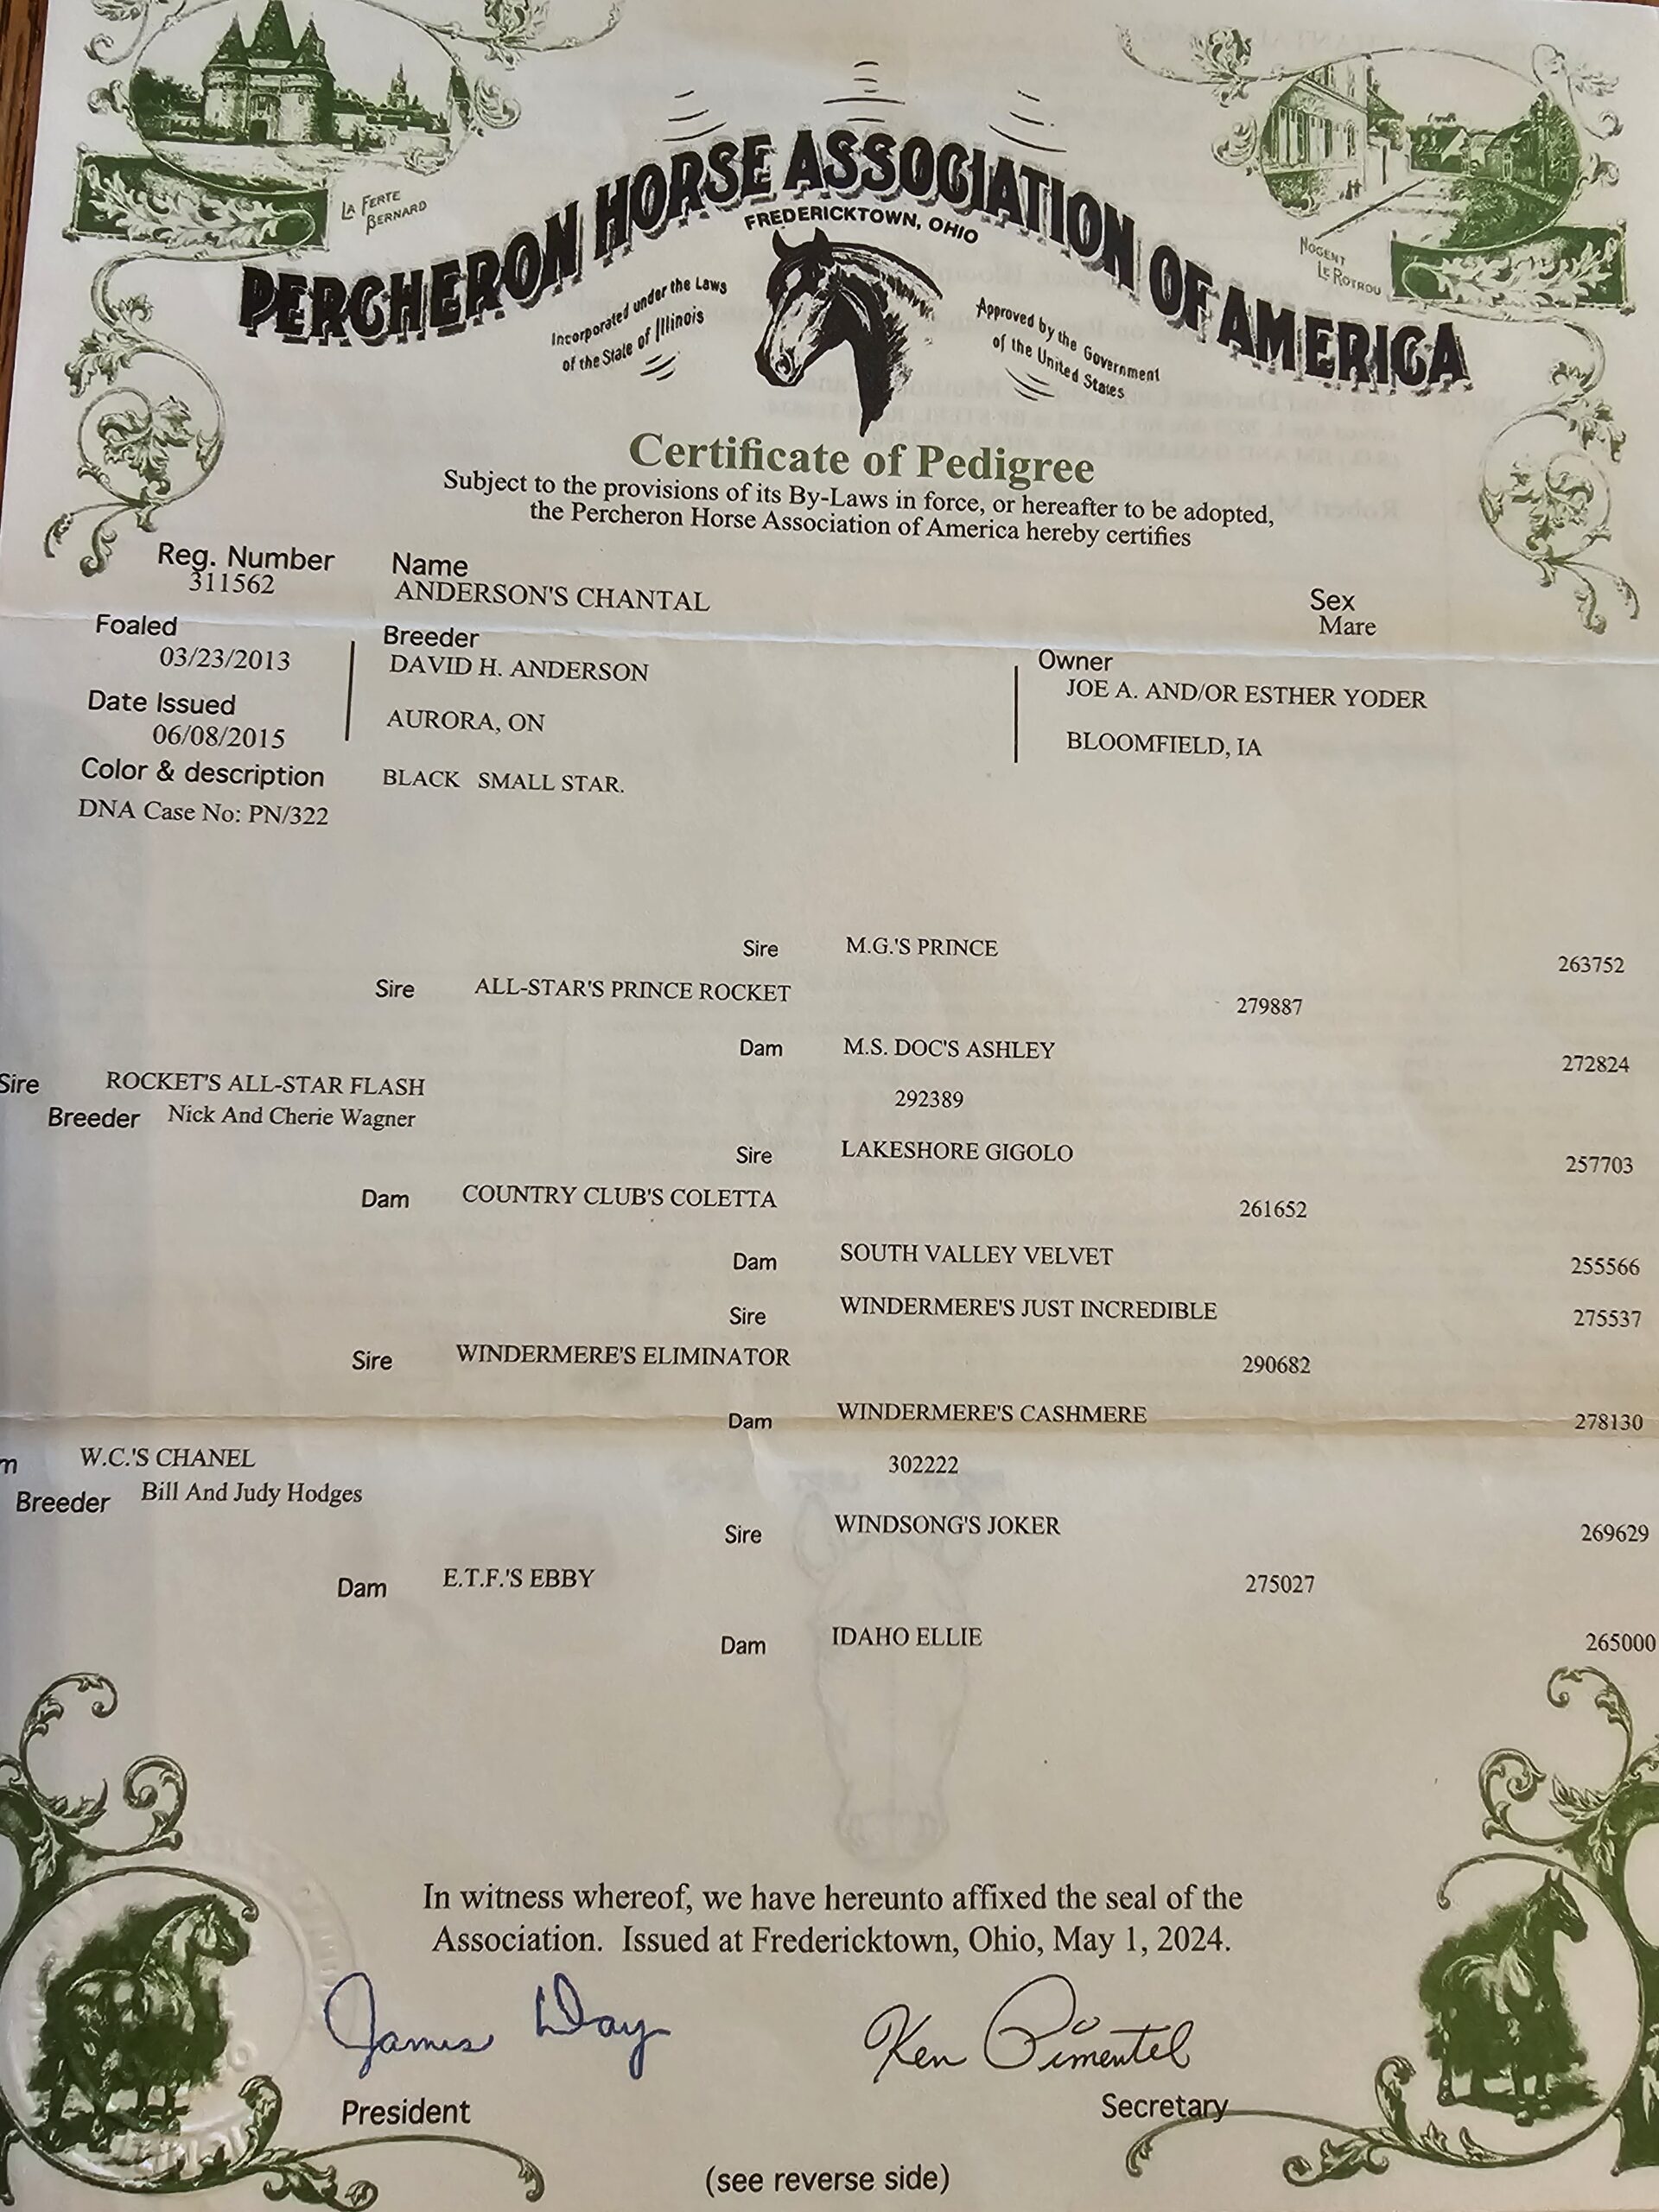 LA FERTE
BERNARD
NOGENT
LE ROTROU
PERCHERON HORSE ASSOCIATION OF AMERICA
FREDERICKTOWN, OHIO
Incorporated under the Laws
of the State of Illinois
Approved by the Government
of the United States
Certificate of Pedigree
Subject to the provisions of its By-Laws in force, or hereafter to be adopted,
the Percheron Horse Association of America hereby certifies
Reg. Number Name Sex
311562 ANDERSON'S CHANTAL Mare
Foaled Breeder Owner
03/23/2013 DAVID H. ANDERSON JOE A. AND/OR ESTHER YODER
Date Issued AURORA, ON BLOOMFIELD, IA
06/08/2015
Color & description BLACK SMALL STAR.
DNA Case No: PN/322
Sire M.G.'S PRINCE 263752
Sire ALL-STAR'S PRINCE ROCKET 279887
Dam M.S. DOC'S ASHLEY 272824
Sire ROCKET'S ALL-STAR FLASH 292389
Breeder Nick And Cherie Wagner
Sire LAKESHORE GIGOLO 257703
Dam COUNTRY CLUB'S COLETTA 261652
Dam SOUTH VALLEY VELVET 255566
Sire WINDERMERE'S JUST INCREDIBLE 275537
Sire WINDERMERE'S ELIMINATOR 290682
Dam WINDERMERE'S CASHMERE 278130
m W.C.'S CHANEL 302222
Breeder Bill And Judy Hodges
Sire WINDSONG'S JOKER 269629
Dam E.T.F.'S EBBY 275027
Dam IDAHO ELLIE 265000
In witness whereof, we have hereunto affixed the seal of the
Association. Issued at Fredericktown, Ohio, May 1, 2024.
James Day Ken Pimentel
President Secretary
(see reverse side)